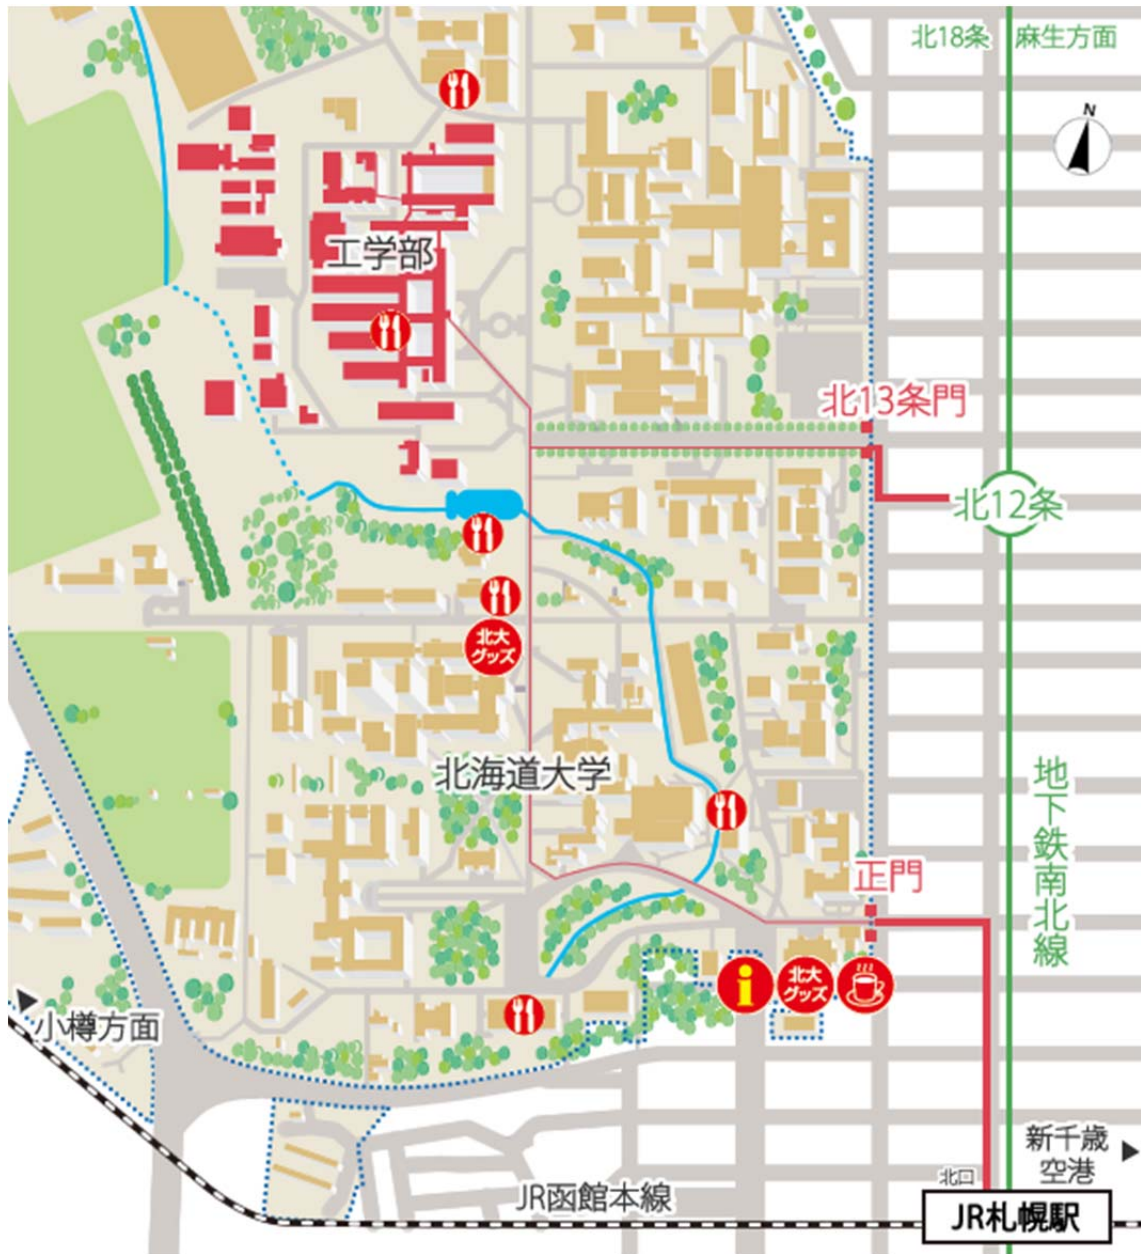 北18条
麻生方面
N
工学部
北13条門
北12条
北大
グッズ
北海道大学
地下鉄南北線
正門
i
北大
グッズ
小樽方面
新千歳
空港
北口
JR函館本線
JR札幌駅